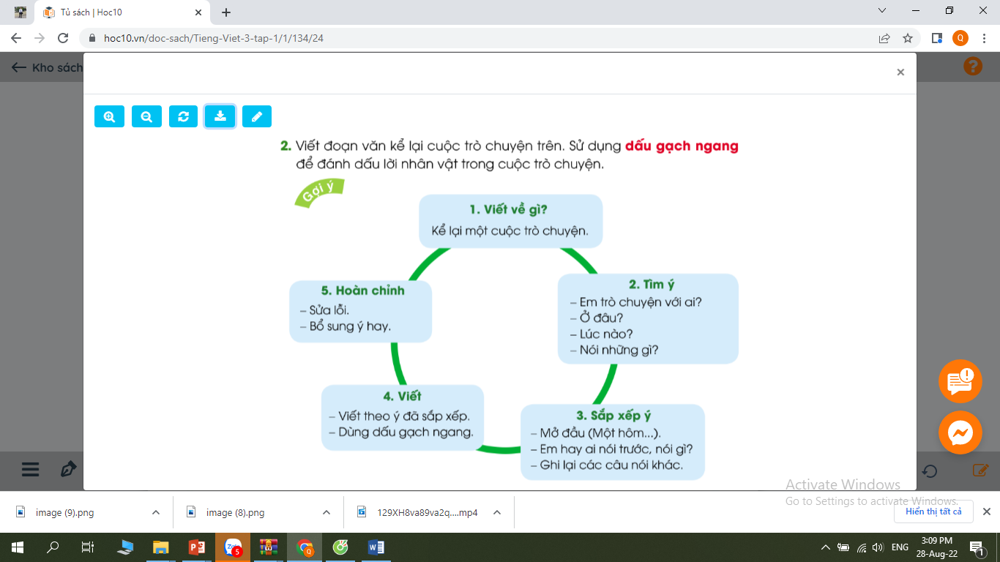 Tủ sách | Hoc10
hoc10.vn/doc-sach/Tieng-Viet-3-tap-1/1/134/24
Q
Kho sách
2. Viết đoạn văn kể lại cuộc trò chuyện trên. Sử dụng dấu gạch ngang
để đánh dấu lời nhân vật trong cuộc trò chuyện.
Gợi ý
1. Viết về gì?
Kể lại một cuộc trò chuyện.
2. Tìm ý
– Em trò chuyện với ai?
– Ở đâu?
– Lúc nào?
– Nói những gì?
3. Sắp xếp ý
– Mở đầu (Một hôm...).
– Em hay ai nói trước, nói gì?
– Ghi lại các câu nói khác.
4. Viết
– Viết theo ý đã sắp xếp.
– Dùng dấu gạch ngang.
5. Hoàn chỉnh
– Sửa lỗi.
– Bổ sung ý hay.
Activate Windows
Go to Settings to activate Windows.
image (9).png
image (8).png
129XH8va89va2q....mp4
Hiển thị tất cả
Zalo
5
Q
ENG
3:09 PM
28-Aug-22
1